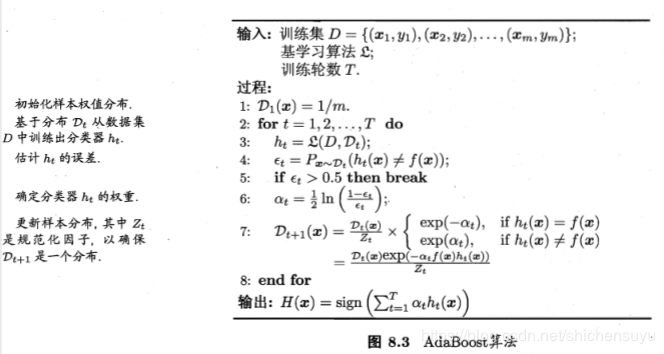 输入: 训练集 D = {(x₁, y₁), (x₂, y₂), . . . , (xₘ, yₘ)};
基学习算法 𝔏;
训练轮数 T.
过程:
初始化样本权值分布.
1: 𝒟₁(x) = 1/m.
基于分布 𝒟ₜ 从数据集
D 中训练出分类器 hₜ.
2: for t = 1, 2, . . . , T do
3: hₜ = 𝔏(D, 𝒟ₜ);
估计 hₜ 的误差.
4: ϵₜ = Pₓ∼𝒟ₜ(hₜ(x) ≠ f(x));
5: if ϵₜ > 0.5 then break
确定分类器 hₜ 的权重.
6: αₜ = ½ ln ((1−ϵₜ)/ϵₜ);
更新样本分布, 其中 Zₜ
是规范化因子, 以确保
𝒟ₜ₊₁ 是一个分布.
7: 𝒟ₜ₊₁(x) = 𝒟ₜ(x)/Zₜ × { exp(−αₜ), if hₜ(x) = f(x)
exp(αₜ), if hₜ(x) ≠ f(x)
= 𝒟ₜ(x)exp(−αₜf(x)hₜ(x))/Zₜ
8: end for
输出: H(x) = sign (∑ₜ₌₁ᵀ αₜhₜ(x))
图 8.3 AdaBoost算法
https://blog.csdn.net/shichensuyu